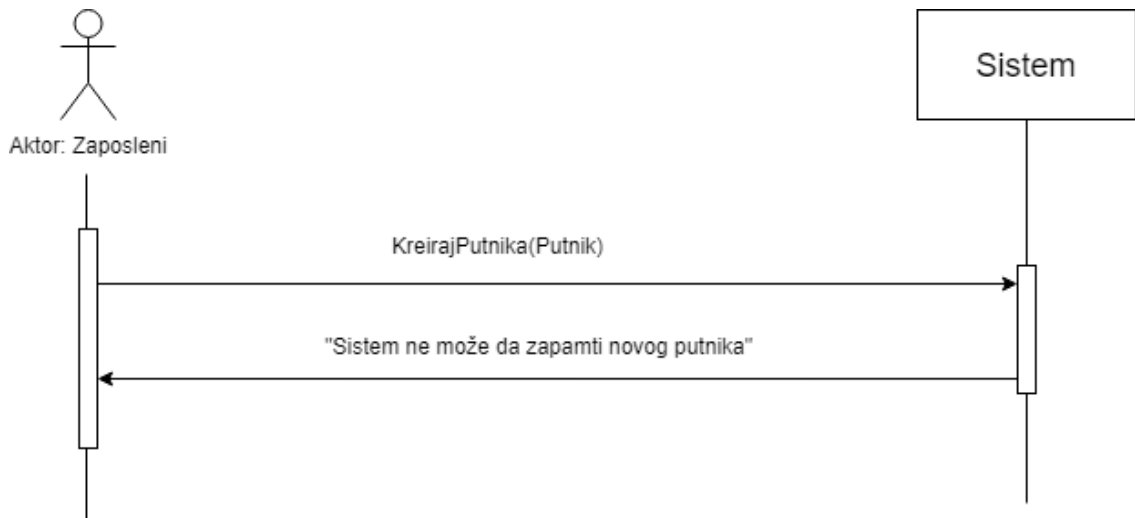 Sistem
Aktor: Zaposleni
KreirajPutnika(Putnik)
"Sistem ne može da zapamti novog putnika"